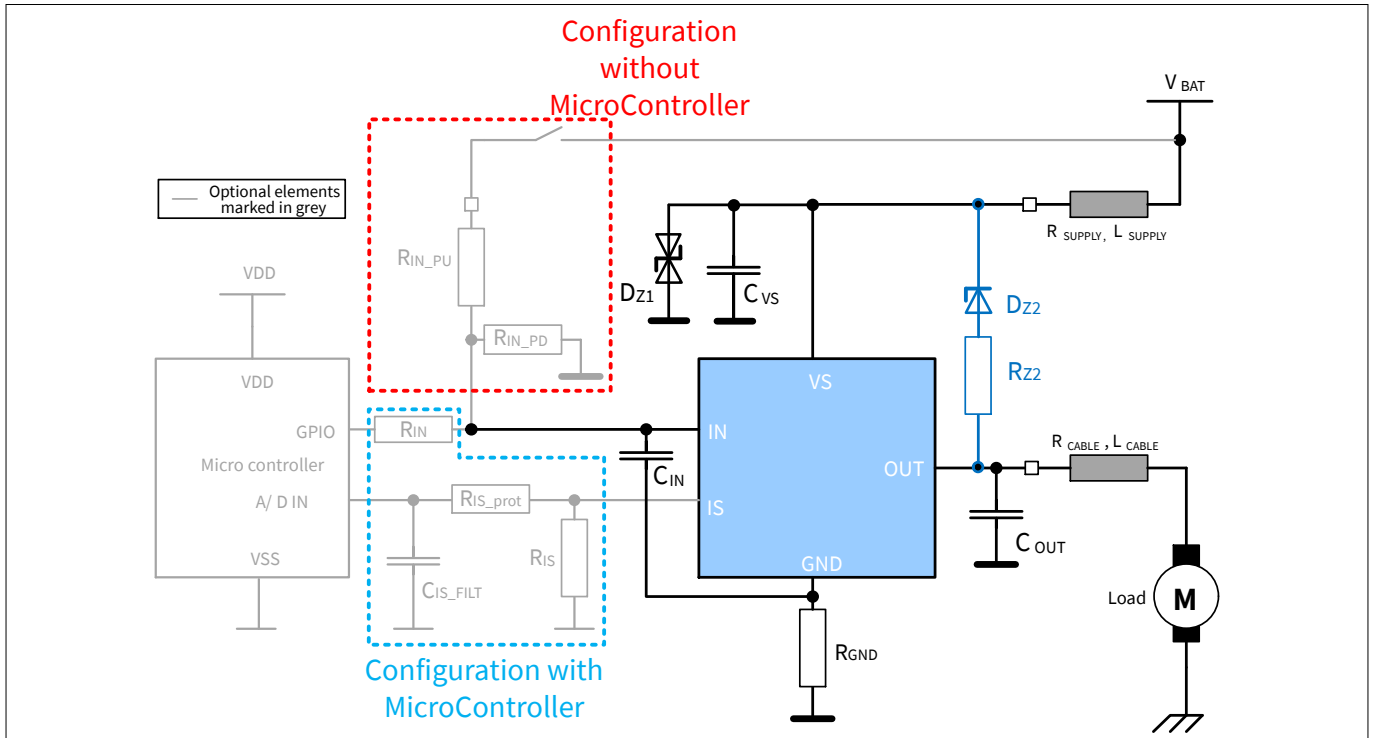 Configuration
without
MicroController
V BAT
Optional elements
marked in grey
R SUPPLY, L SUPPLY
RIN_PU
VDD
DZ1
CVS
DZ2
RIN_PD
RZ2
VDD
VS
GPIO
RIN
IN
R CABLE , L CABLE
Micro controller
CIN
OUT
A/ D IN
RIS_prot
IS
VSS
RIS
C OUT
GND
CIS_FILT
Load
M
RGND
Configuration with
MicroController